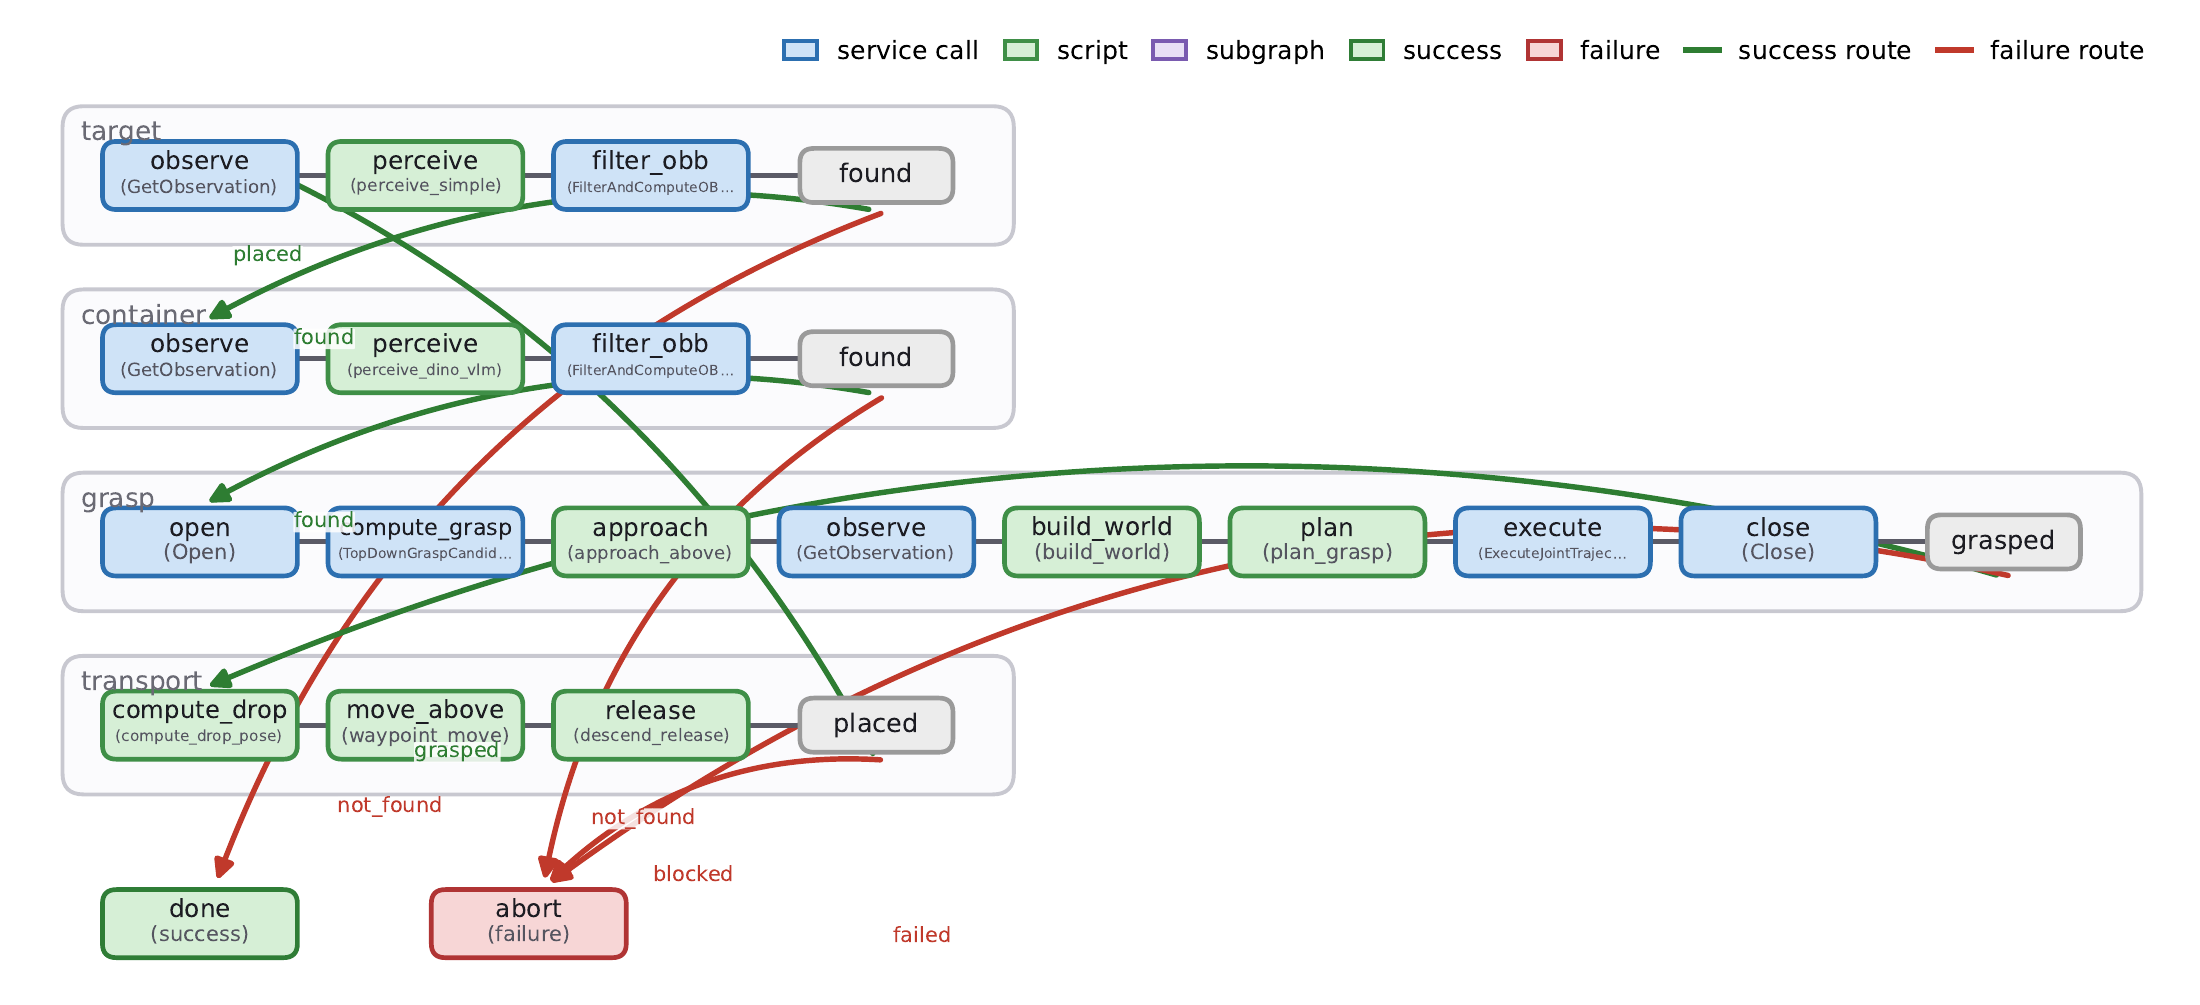 service call
script
subgraph
success
failure
success route
failure route
target
observe
(GetObservation)
perceive
(perceive_simple)
filter_obb
(FilterAndComputeOB...
found
placed
container
observe
(GetObservation)
found
perceive
(perceive_dino_vlm)
filter_obb
(FilterAndComputeOB...
found
grasp
open
(Open)
found
compute_grasp
(TopDownGraspCandid...
approach
(approach_above)
observe
(GetObservation)
build_world
(build_world)
plan
(plan_grasp)
execute
(ExecuteJointTrajec...
close
(Close)
grasped
transport
compute_drop
(compute_drop_pose)
move_above
(waypoint_move)
grasped
release
(descend_release)
placed
not_found
not_found
blocked
done
(success)
abort
(failure)
failed